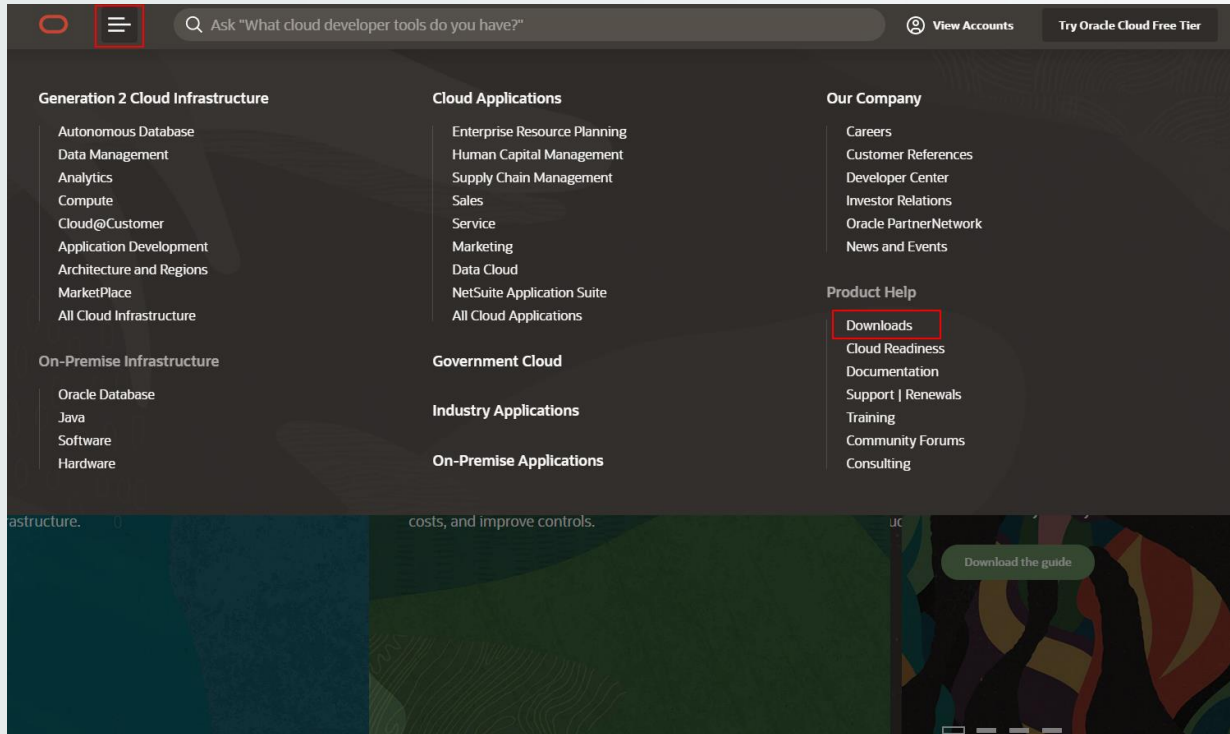 Ask "What cloud developer tools do you have?"
View Accounts
Try Oracle Cloud Free Tier
Generation 2 Cloud Infrastructure
Autonomous Database
Data Management
Analytics
Compute
Cloud@Customer
Application Development
Architecture and Regions
MarketPlace
All Cloud Infrastructure
On-Premise Infrastructure
Oracle Database
Java
Software
Hardware
Cloud Applications
Enterprise Resource Planning
Human Capital Management
Supply Chain Management
Sales
Service
Marketing
Data Cloud
NetSuite Application Suite
All Cloud Applications
Government Cloud
Industry Applications
On-Premise Applications
Our Company
Careers
Customer References
Developer Center
Investor Relations
Oracle PartnerNetwork
News and Events
Product Help
Downloads
Cloud Readiness
Documentation
Support | Renewals
Training
Community Forums
Consulting
rastructure.
costs, and improve controls.
Download the guide